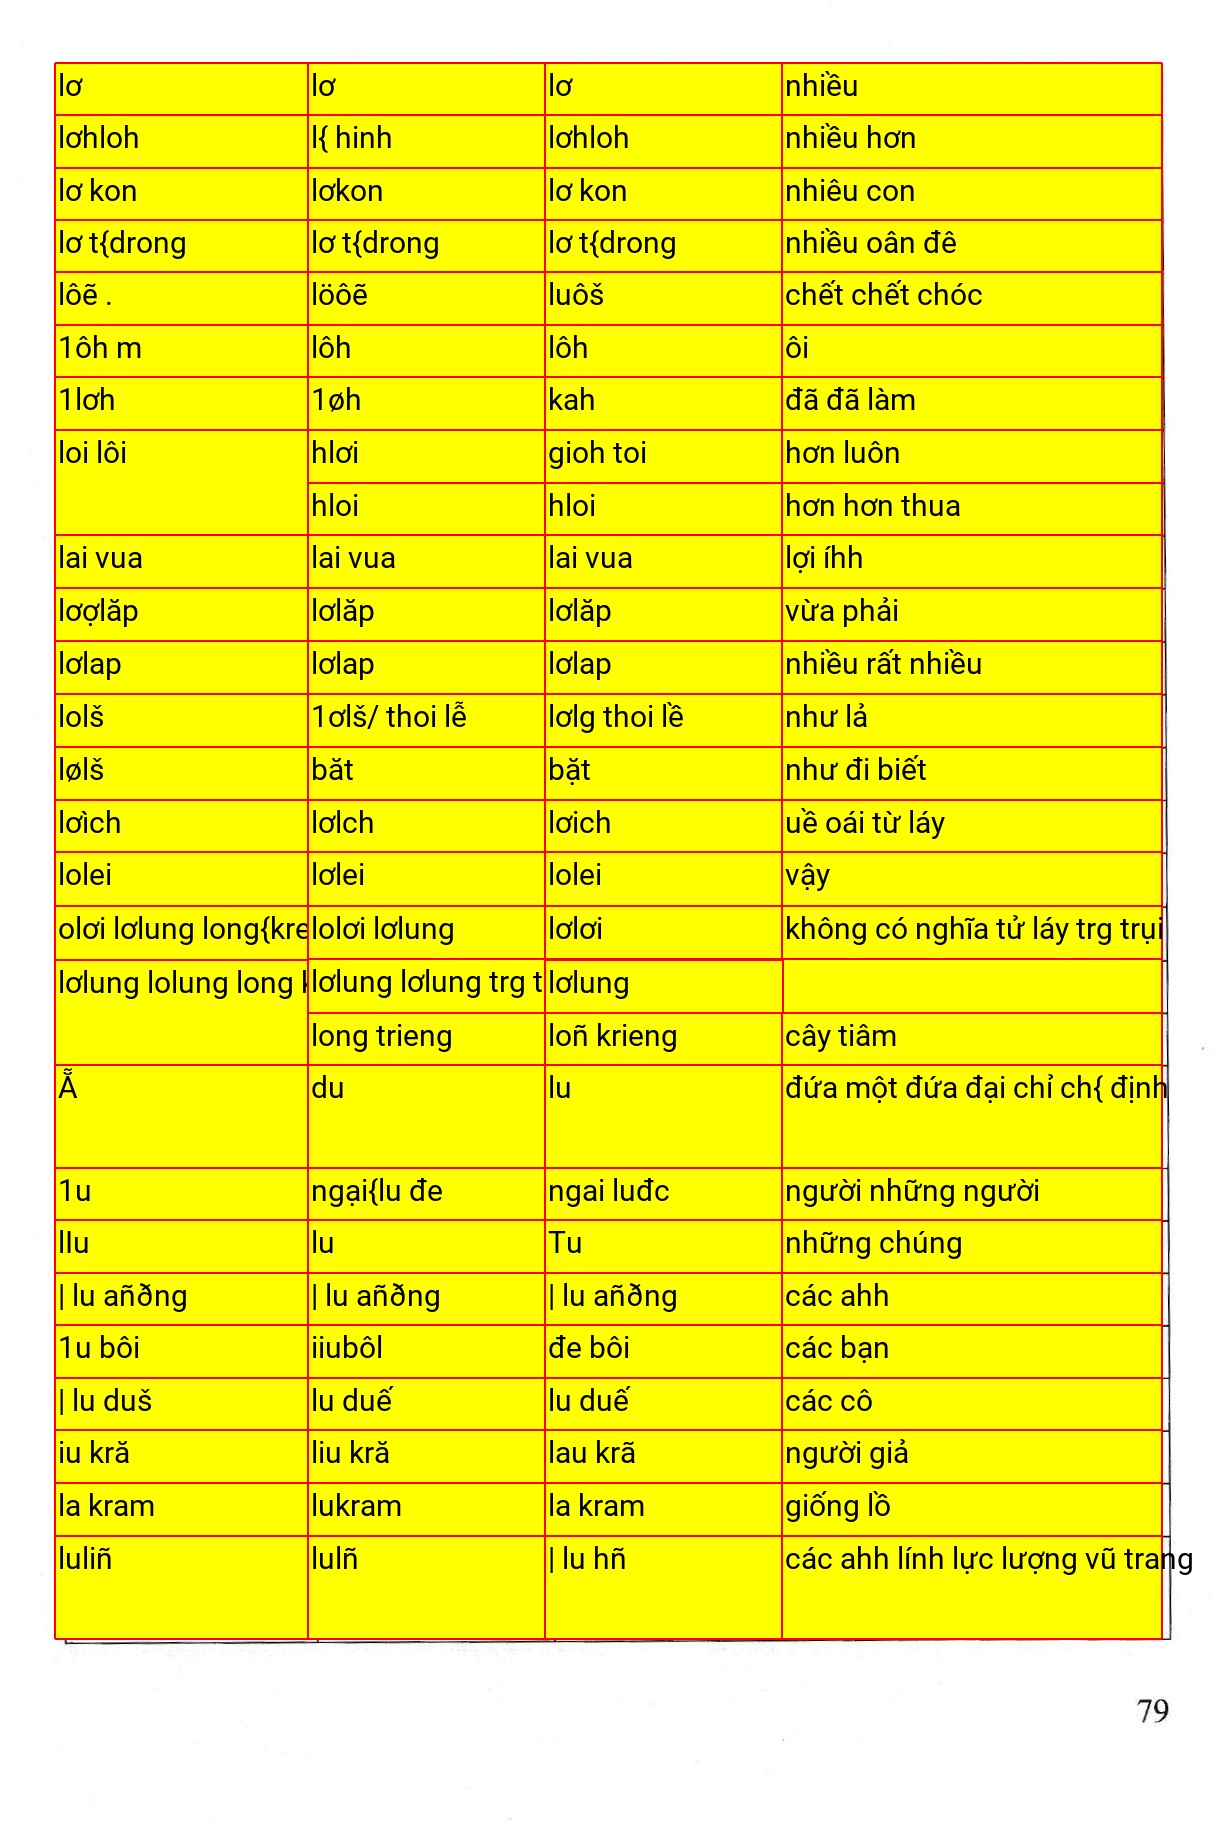 lơ lơ lơ nhiều
lơhloh l{ hinh lơhloh nhiều hơn
lơ kon lơkon lơ kon nhiêu con
lơ t{drong lơ t{drong lơ t{drong nhiều oân đê
lôẽ . löôẽ luôš chết chết chóc
1ôh m lôh lôh ôi
1lơh 1øh kah đã đã làm
loi lôi hlơi gioh toi hơn luôn
hloi hloi hơn hơn thua
lai vua lai vua lai vua lợi íhh
lơợlăp lơlăp lơlăp vừa phải
lơlap lơlap lơlap nhiều rất nhiều
lolš 1ơlš/ thoi lễ lơlg thoi lề như lả
lølš băt bặt như đi biết
lơìch lơlch lơich uề oái từ láy
lolei lơlei lolei vậy
olơi lơlung long{kre lolơi lơlung lơlơi không có nghĩa tử láy trg trụi
lơlung lolung long lơlung lơlung trg t lơlung
long trieng loñ krieng cây tiâm
Ẵ du lu đứa một đứa đại chỉ ch{ định
1u ngại{lu đe ngai luđc người những người
llu lu Tu những chúng
| lu añðng | lu añðng | lu añðng các ahh
1u bôi iiubôl đe bôi các bạn
| lu duš lu duế lu duế các cô
iu kră liu kră lau krã người giả
la kram lukram la kram giống lồ
luliñ lulñ | lu hñ các ahh lính lực lượng vũ trang
79